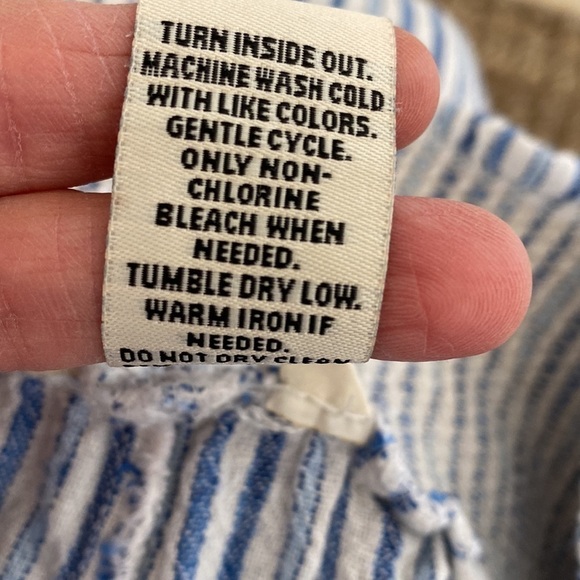 TURN INSIDE OUT.
MACHINE WASH COLD
WITH LIKE COLORS.
GENTLE CYCLE.
ONLY NON-
CHLORINE
BLEACH WHEN
NEEDED.
TUMBLE DRY LOW.
WARM IRON IF
NEEDED.
DO NOT DRY CLEAN